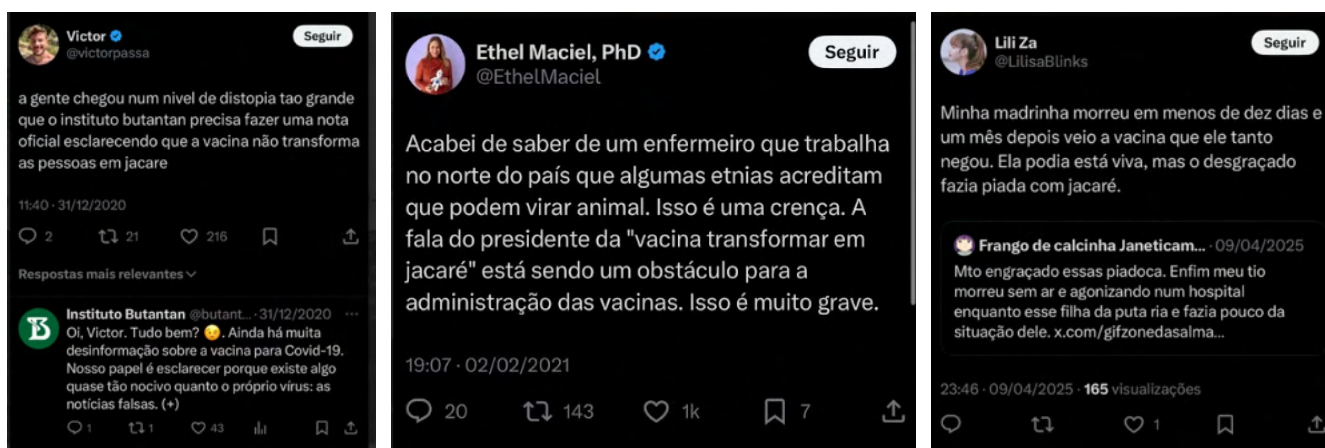 Victor
@victorpassa
Seguir
a gente chegou num nivel de distopia tao grande
que o instituto butantan precisa fazer uma nota
oficial esclarecendo que a vacina não transforma
as pessoas em jacare
11:40 · 31/12/2020
2 21 216
Respostas mais relevantes
Instituto Butantan @butant... · 31/12/2020 ...
Oi, Victor. Tudo bem? 😉. Ainda há muita
desinformação sobre a vacina para Covid-19.
Nosso papel é esclarecer porque existe algo
quase tão nocivo quanto o próprio vírus: as
notícias falsas. (+)
1 1 43
Ethel Maciel, PhD
@EthelMaciel
Seguir
Acabei de saber de um enfermeiro que trabalha
no norte do país que algumas etnias acreditam
que podem virar animal. Isso é uma crença. A
fala do presidente da "vacina transformar em
jacaré" está sendo um obstáculo para a
administração das vacinas. Isso é muito grave.
19:07 · 02/02/2021
20 143 1k 7
Lili Za
@LilisaBlinks
Seguir
Minha madrinha morreu em menos de dez dias e
um mês depois veio a vacina que ele tanto
negou. Ela podia está viva, mas o desgraçado
fazia piada com jacaré.
Frango de calcinha Janeticam... · 09/04/2025
Mto engraçado essas piadoca. Enfim meu tio
morreu sem ar e agonizando num hospital
enquanto esse filha da puta ria e fazia pouco da
situação dele. x.com/gifzonedasalma...
23:46 · 09/04/2025 · 165 visualizações
1